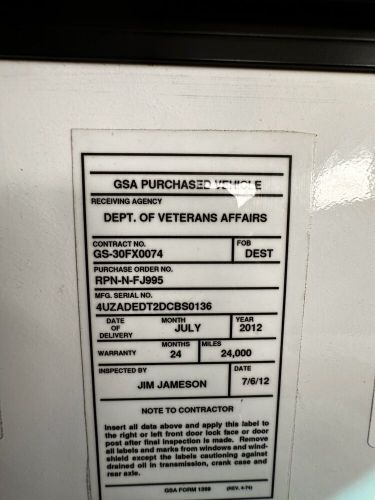 GSA PURCHASED VEHICLE
RECEIVING AGENCY
DEPT. OF VETERANS AFFAIRS
CONTRACT NO. FOB
GS-30FX0074 DEST
PURCHASE ORDER NO.
RPN-N-FJ995
MFG. SERIAL NO.
4UZADEDT2DCBS0136
DATE OF DELIVERY MONTH YEAR
JULY 2012
WARRANTY MONTHS MILES
24 24,000
INSPECTED BY DATE
JIM JAMESON 7/6/12
NOTE TO CONTRACTOR
Insert all data above and apply this label to
the right or left front door lock face or door
post after final inspection is made. Remove
all labels and marks from windows and wind-
shield except the labels cautioning against
drained oil in transmission, crank case and
rear axle.
GSA FORM 1398 (REV. 4-74)